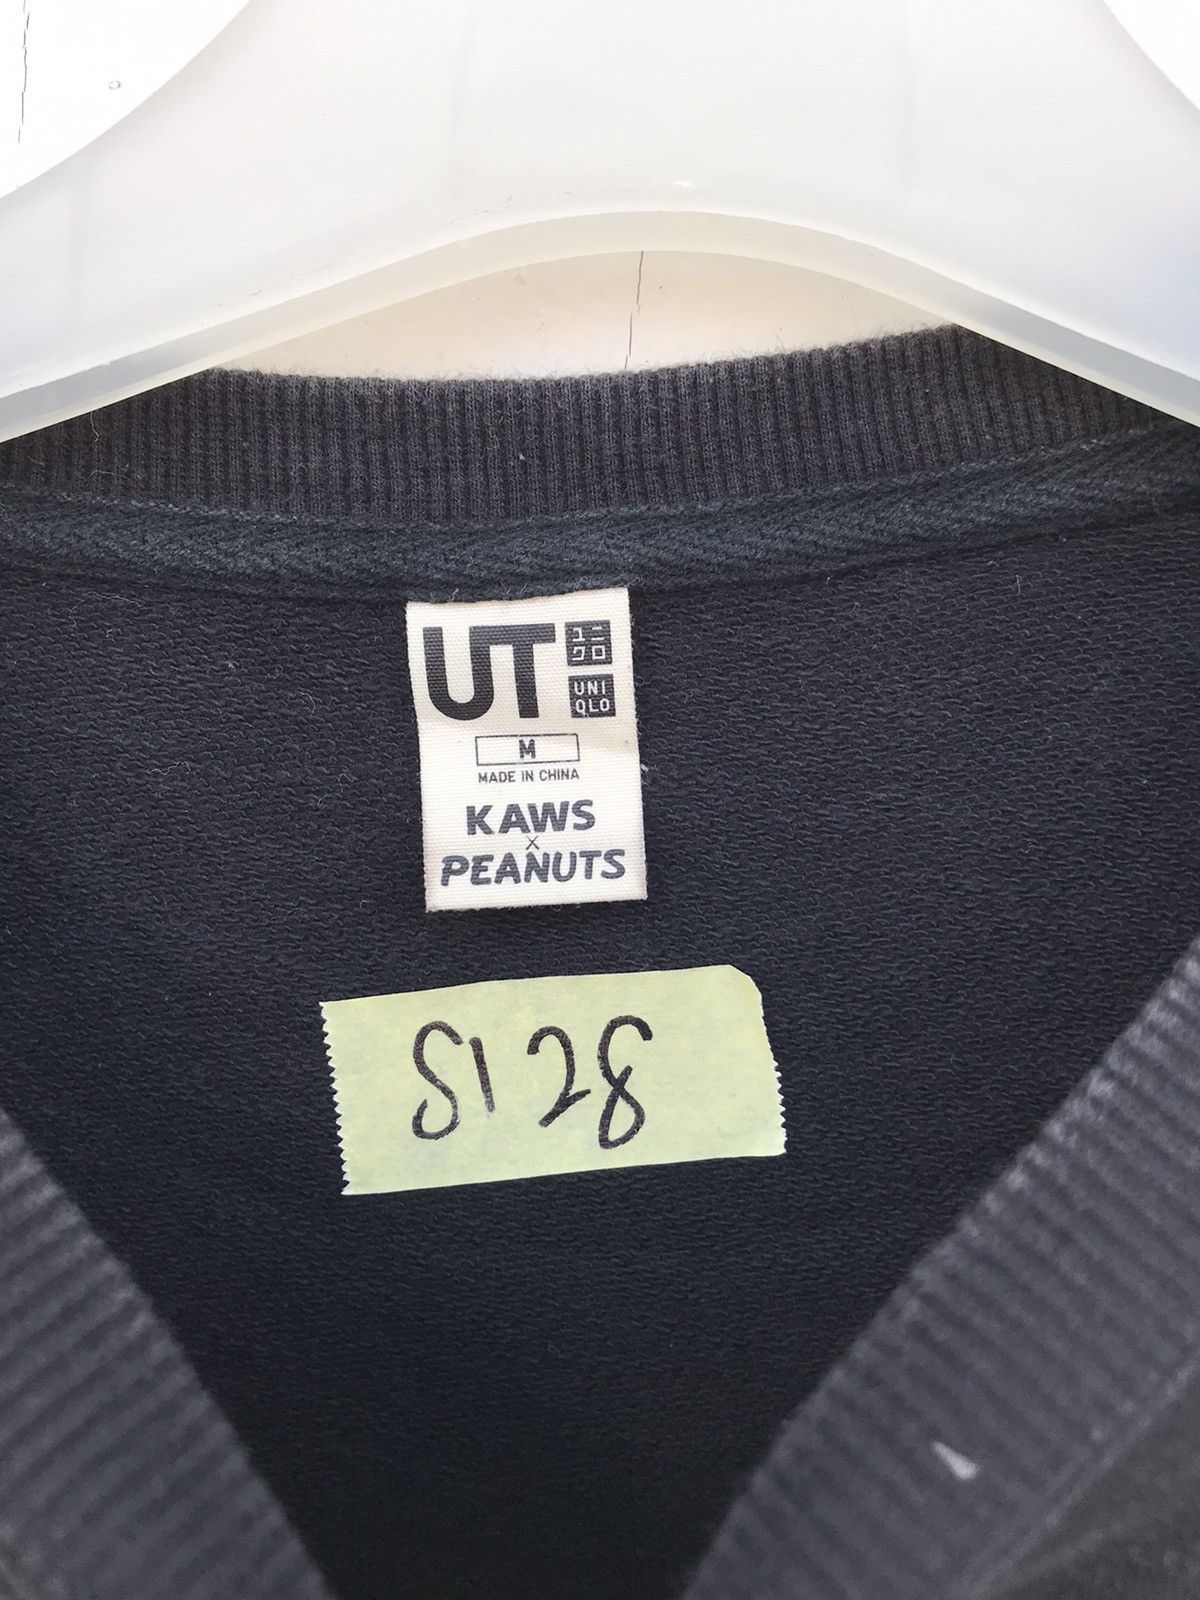 UT ユニ
クロ
UNI
QLO
M
MADE IN CHINA
KAWS
×
PEANUTS
S128